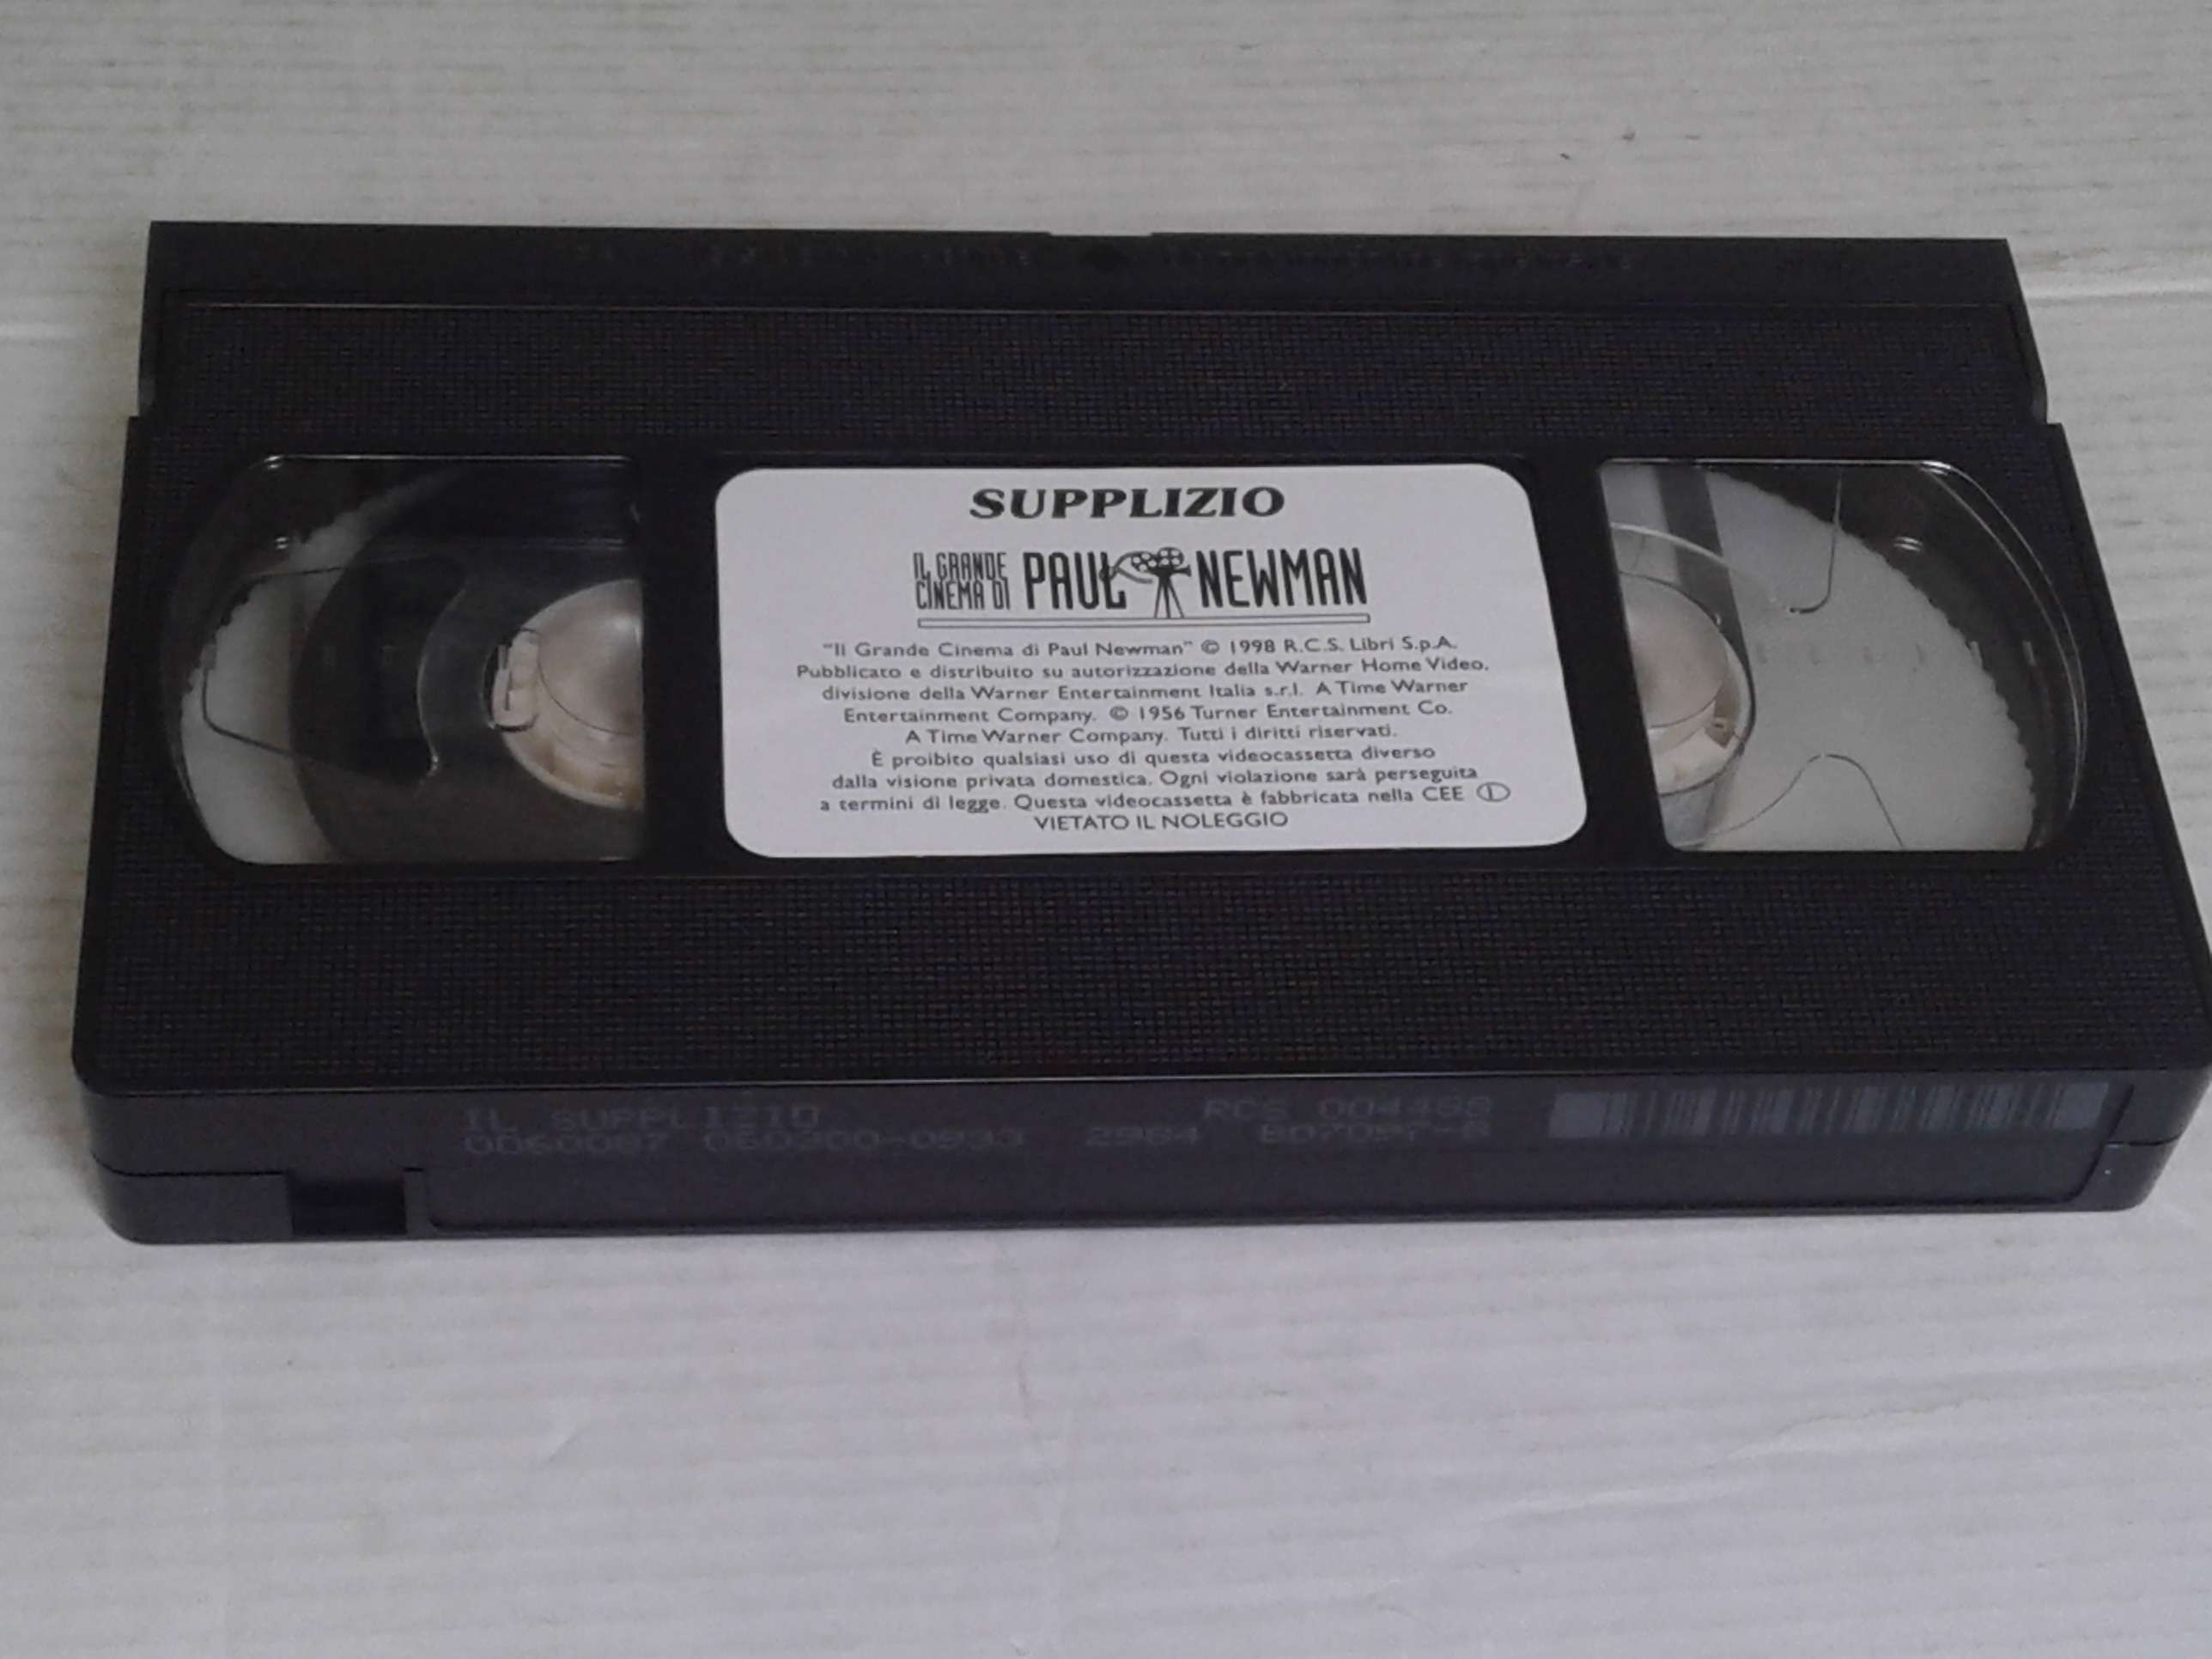 SUPPLIZIO
IL GRANDE
CINEMA DI
PAUL NEWMAN
"Il Grande Cinema di Paul Newman" © 1998 R.C.S. Libri S.p.A.
Pubblicato e distribuito su autorizzazione della Warner Home Video,
divisione della Warner Entertainment Italia s.r.l. A Time Warner
Entertainment Company. © 1956 Turner Entertainment Co.
A Time Warner Company. Tutti i diritti riservati.
È proibito qualsiasi uso di questa videocassetta diverso
dalla visione privata domestica. Ogni violazione sarà perseguita
a termini di legge. Questa videocassetta è fabbricata nella CEE
VIETATO IL NOLEGGIO
IL SUPPLIZIO RCS
2964